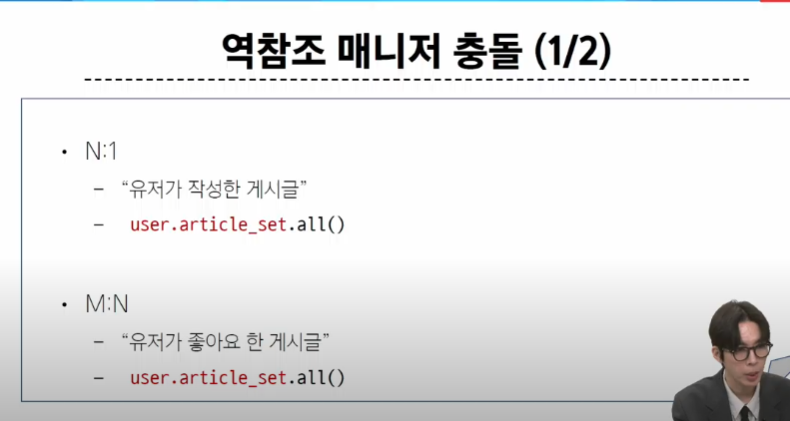 역참조 매니저 충돌 (1/2)
• N:1
– “유저가 작성한 게시글”
– user.article_set.all()
• M:N
– “유저가 좋아요 한 게시글”
– user.article_set.all()